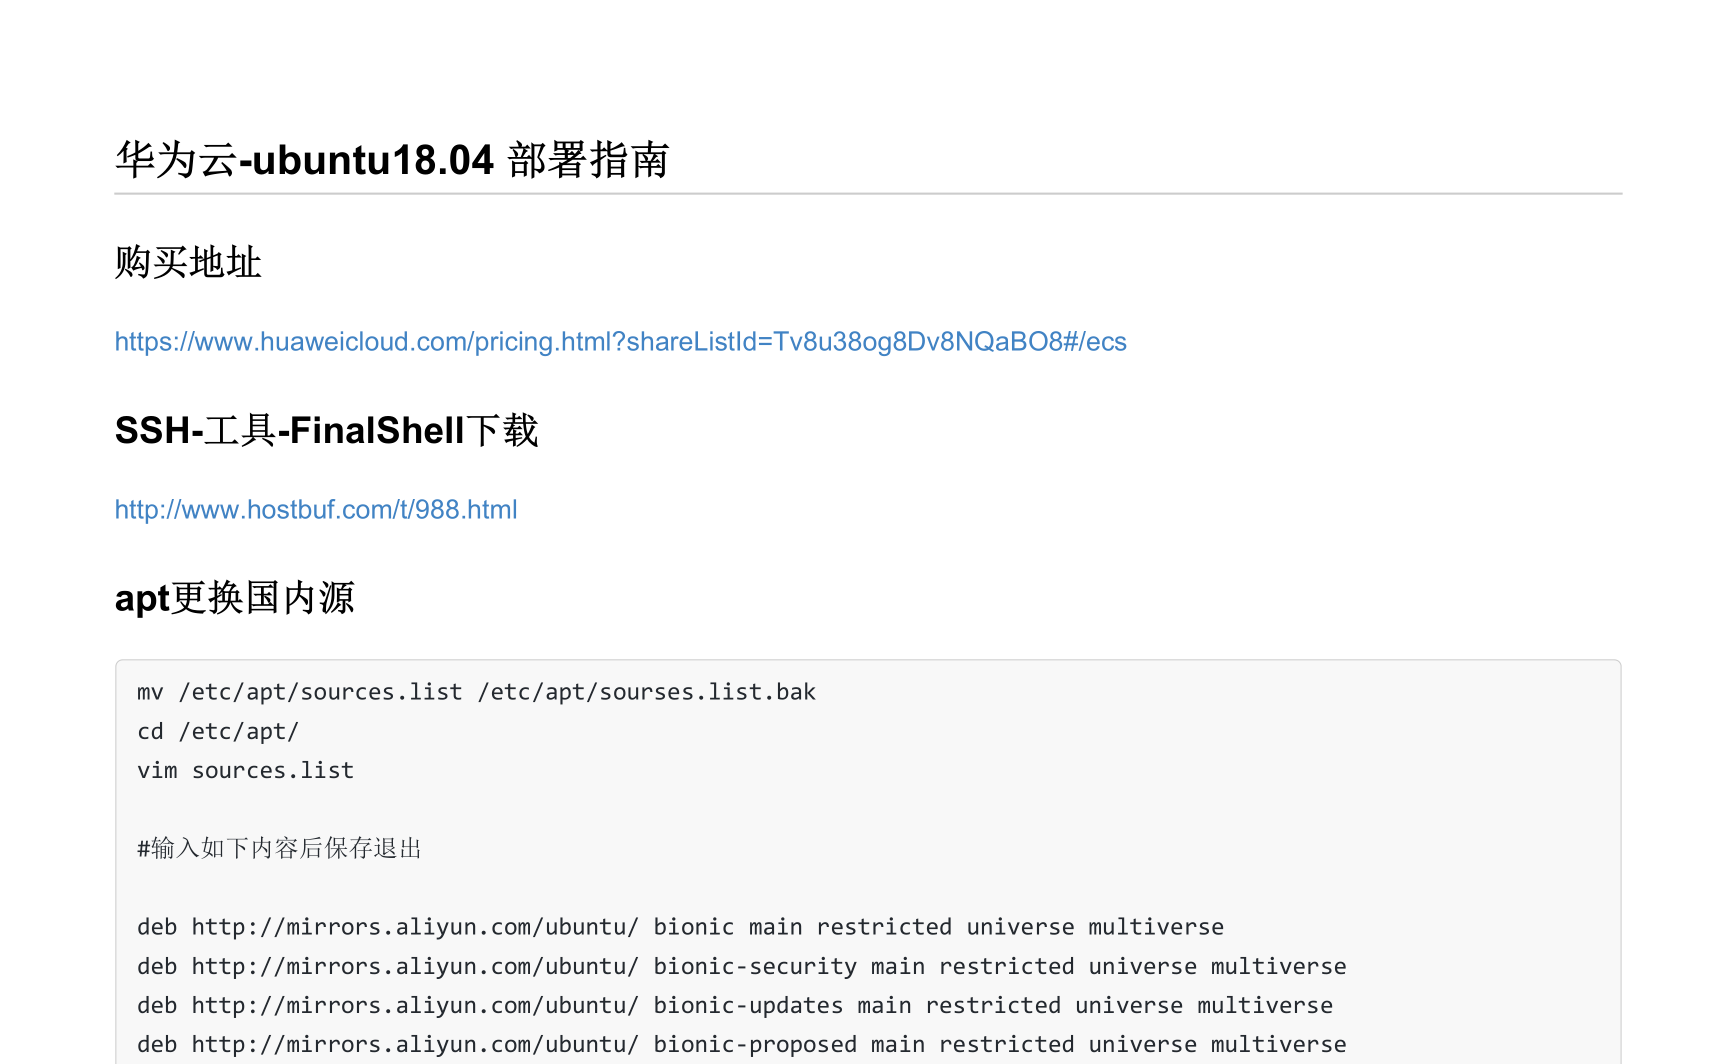 华为云-ubuntu18.04 部署指南
购买地址
https://www.huaweicloud.com/pricing.html?shareListId=Tv8u38og8Dv8NQaBO8#/ecs
SSH-工具-FinalShell下载
http://www.hostbuf.com/t/988.html
apt更换国内源
mv /etc/apt/sources.list /etc/apt/sourses.list.bak
cd /etc/apt/
vim sources.list
#输入如下内容后保存退出
deb http://mirrors.aliyun.com/ubuntu/ bionic main restricted universe multiverse
deb http://mirrors.aliyun.com/ubuntu/ bionic-security main restricted universe multiverse
deb http://mirrors.aliyun.com/ubuntu/ bionic-updates main restricted universe multiverse
deb http://mirrors.aliyun.com/ubuntu/ bionic-proposed main restricted universe multiverse